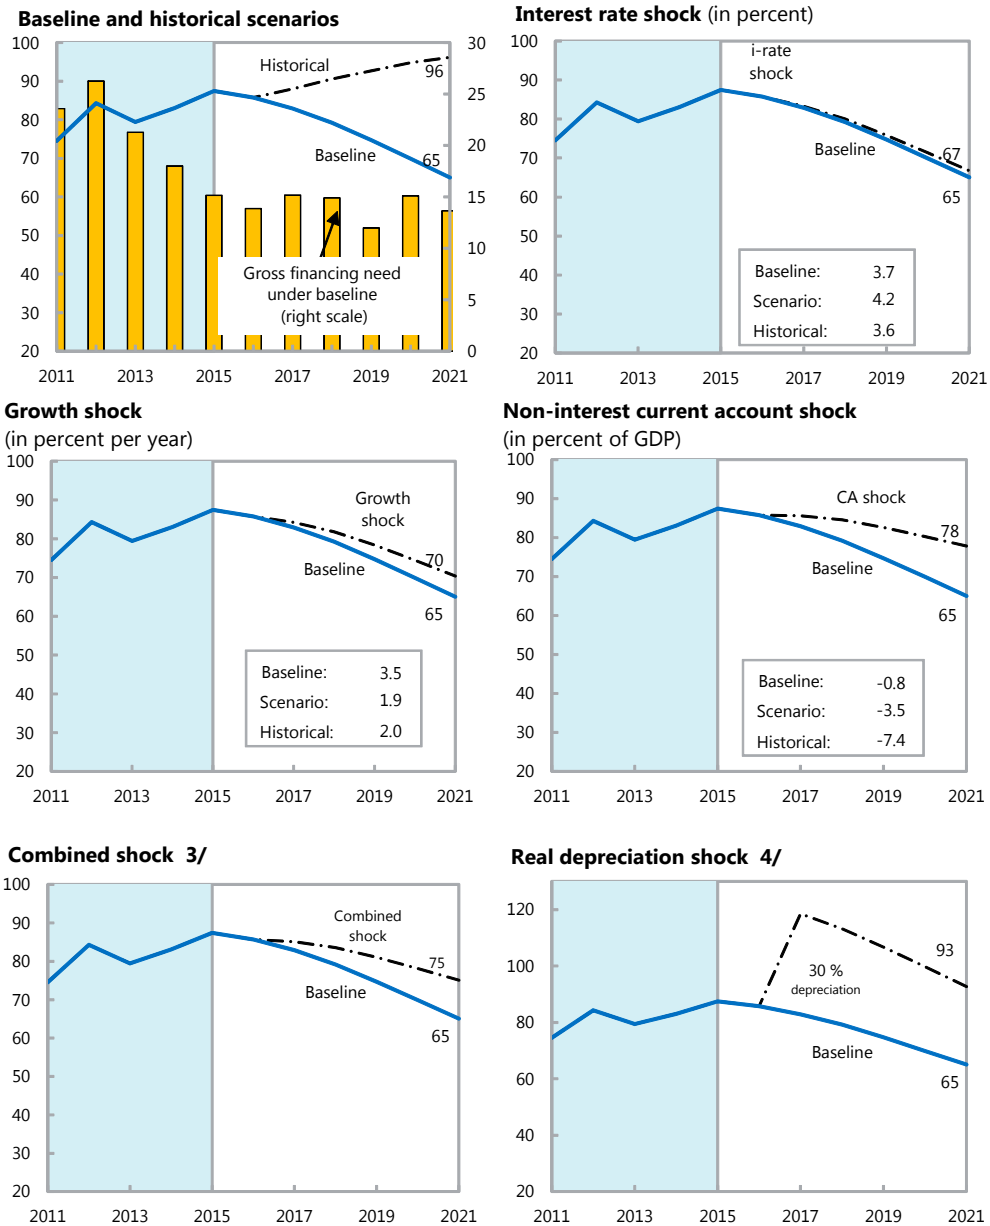 Baseline and historical scenarios
100
90
80
70
60
50
40
30
20
30
25
20
15
10
5
0
Historical
96
Baseline
65
Gross financing need
under baseline
(right scale)
2011 2013 2015 2017 2019 2021
Interest rate shock (in percent)
100
90
80
70
60
50
40
30
20
i-rate
shock
Baseline
67
65
Baseline: 3.7
Scenario: 4.2
Historical: 3.6
2011 2013 2015 2017 2019 2021
Growth shock
(in percent per year)
100
90
80
70
60
50
40
30
20
Growth
shock
70
Baseline
65
Baseline: 3.5
Scenario: 1.9
Historical: 2.0
2011 2013 2015 2017 2019 2021
Non-interest current account shock
(in percent of GDP)
100
90
80
70
60
50
40
30
20
CA shock
78
Baseline
65
Baseline: -0.8
Scenario: -3.5
Historical: -7.4
2011 2013 2015 2017 2019 2021
Combined shock 3/
100
90
80
70
60
50
40
30
20
Combined
shock
75
Baseline
65
2011 2013 2015 2017 2019 2021
Real depreciation shock 4/
120
100
80
60
40
20
93
30 %
depreciation
Baseline
65
2011 2013 2015 2017 2019 2021